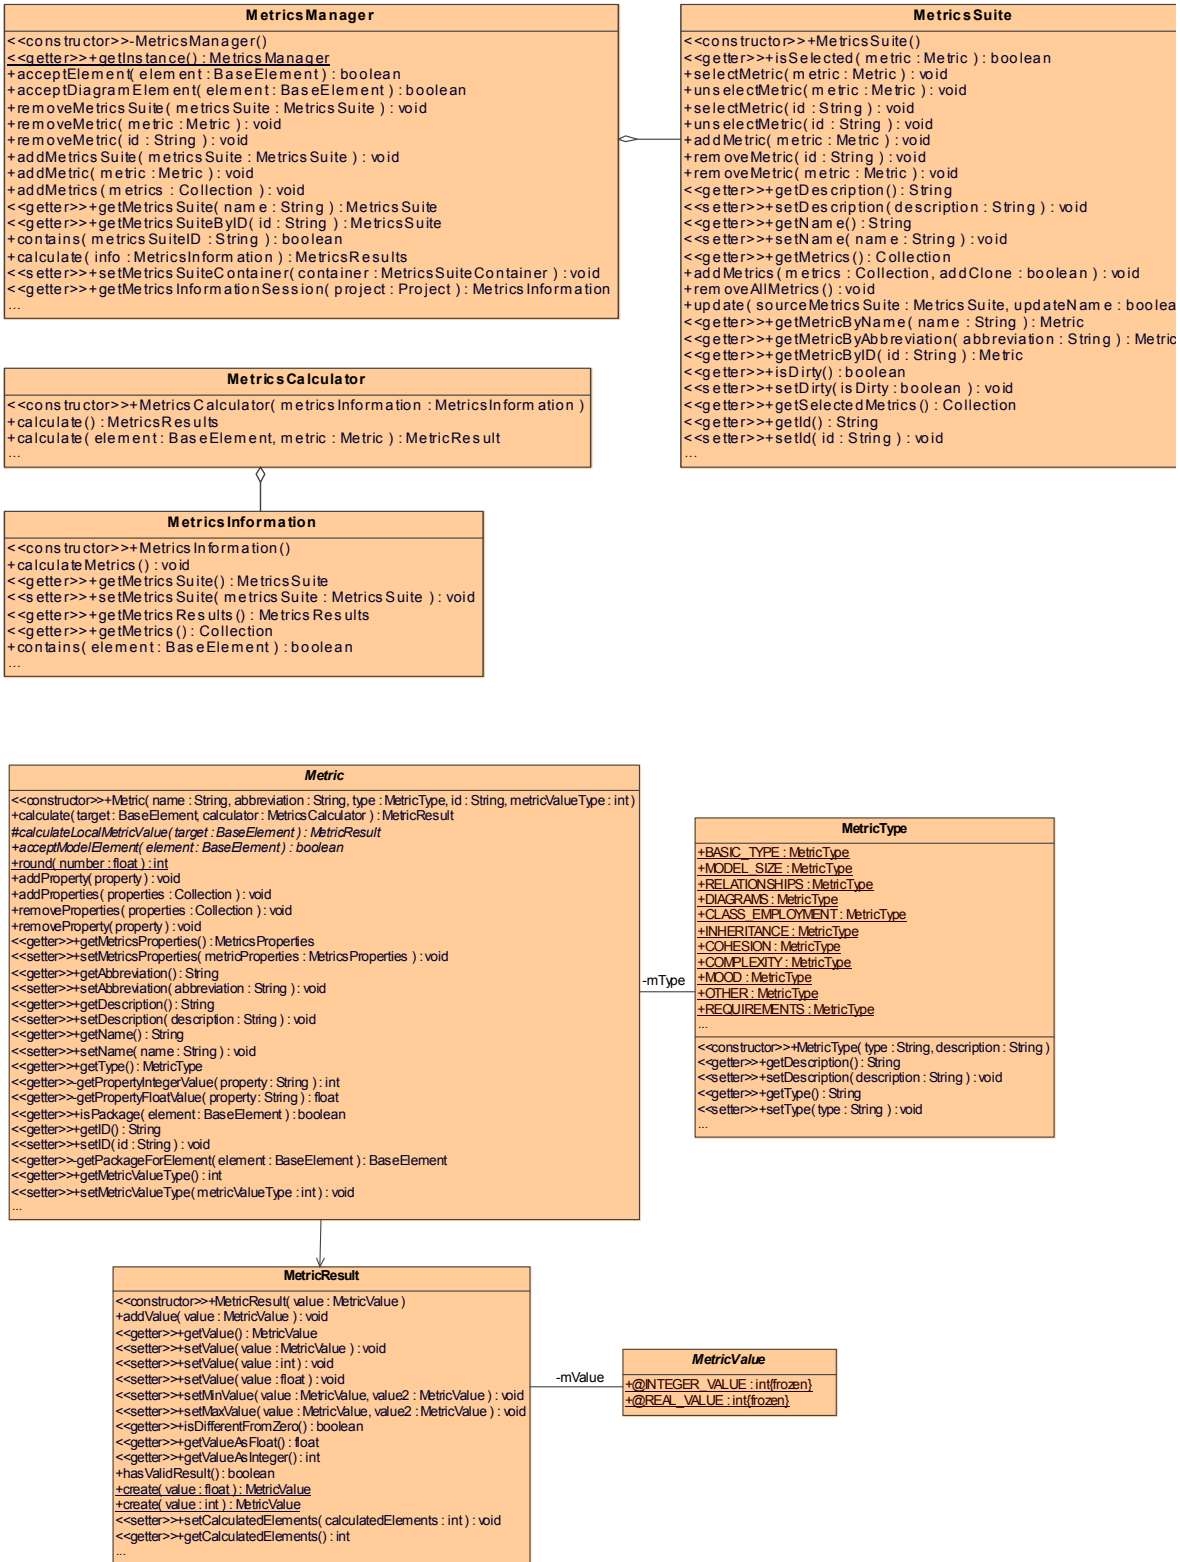 MetricsManager
<<constructor>>-MetricsManager()
<<getter>>+getInstance() : MetricsManager
+acceptElement( element : BaseElement ) : boolean
+acceptDiagramElement( element : BaseElement ) : boolean
+removeMetricsSuite( metricsSuite : MetricsSuite ) : void
+removeMetric( metric : Metric ) : void
+removeMetric( id : String ) : void
+addMetricsSuite( metricsSuite : MetricsSuite ) : void
+addMetric( metric : Metric ) : void
+addMetrics( metrics : Collection ) : void
<<getter>>+getMetricsSuite( name : String ) : MetricsSuite
<<getter>>+getMetricsSuiteByID( id : String ) : MetricsSuite
+contains( metricsSuiteID : String ) : boolean
+calculate( info : MetricsInformation ) : MetricsResults
<<setter>>+setMetricsSuiteContainer( container : MetricsSuiteContainer ) : void
<<getter>>+getMetricsInformationSession( project : Project ) : MetricsInformation
...
MetricsSuite
<<constructor>>+MetricsSuite()
<<getter>>+isSelected( metric : Metric ) : boolean
+selectMetric( metric : Metric ) : void
+unselectMetric( metric : Metric ) : void
+selectMetric( id : String ) : void
+unselectMetric( id : String ) : void
+addMetric( metric : Metric ) : void
+removeMetric( id : String ) : void
+removeMetric( metric : Metric ) : void
<<getter>>+getDescription() : String
<<setter>>+setDescription( description : String ) : void
<<getter>>+getName() : String
<<setter>>+setName( name : String ) : void
<<getter>>+getMetrics() : Collection
+addMetrics( metrics : Collection, addClone : boolean ) : void
+removeAllMetrics() : void
+update( sourceMetricsSuite : MetricsSuite, updateName : boolea
<<getter>>+getMetricByName( name : String ) : Metric
<<getter>>+getMetricByAbbreviation( abbreviation : String ) : Metric
<<getter>>+getMetricByID( id : String ) : Metric
<<getter>>+isDirty() : boolean
<<setter>>+setDirty( isDirty : boolean ) : void
<<getter>>+getSelectedMetrics() : Collection
<<getter>>+getId() : String
<<setter>>+setId( id : String ) : void
...
MetricsCalculator
<<constructor>>+MetricsCalculator( metricsInformation : MetricsInformation )
+calculate() : MetricsResults
+calculate( element : BaseElement, metric : Metric ) : MetricResult
...
MetricsInformation
<<constructor>>+MetricsInformation()
+calculateMetrics() : void
<<getter>>+getMetricsSuite() : MetricsSuite
<<setter>>+setMetricsSuite( metricsSuite : MetricsSuite ) : void
<<getter>>+getMetricsResults() : MetricsResults
<<getter>>+getMetrics() : Collection
+contains( element : BaseElement ) : boolean
...
Metric
<<constructor>>+Metric( name : String, abbreviation : String, type : MetricType, id : String, metricValueType : int )
+calculate( target : BaseElement, calculator : MetricsCalculator ) : MetricResult
#calculateLocalMetricValue( target : BaseElement ) : MetricResult
+acceptModelElement( element : BaseElement ) : boolean
+round( number : float ) : int
+addProperty( property ) : void
+addProperties( properties : Collection ) : void
+removeProperties( properties : Collection ) : void
+removeProperty( property ) : void
<<getter>>+getMetricsProperties() : MetricsProperties
<<setter>>+setMetricsProperties( metricProperties : MetricsProperties ) : void
<<getter>>+getAbbreviation() : String
<<setter>>+setAbbreviation( abbreviation : String ) : void
<<getter>>+getDescription() : String
<<setter>>+setDescription( description : String ) : void
<<getter>>+getName() : String
<<setter>>+setName( name : String ) : void
<<getter>>+getType() : MetricType
<<getter>>-getPropertyIntegerValue( property : String ) : int
<<getter>>-getPropertyFloatValue( property : String ) : float
<<getter>>+isPackage( element : BaseElement ) : boolean
<<getter>>+getID() : String
<<setter>>+setID( id : String ) : void
<<getter>>-getPackageForElement( element : BaseElement ) : BaseElement
<<getter>>+getMetricValueType() : int
<<setter>>+setMetricValueType( metricValueType : int ) : void
...
-mType
MetricType
+BASIC_TYPE : MetricType
+MODEL_SIZE : MetricType
+RELATIONSHIPS : MetricType
+DIAGRAMS : MetricType
+CLASS_EMPLOYMENT : MetricType
+INHERITANCE : MetricType
+COHESION : MetricType
+COMPLEXITY : MetricType
+MOOD : MetricType
+OTHER : MetricType
+REQUIREMENTS : MetricType
...
<<constructor>>+MetricType( type : String, description : String )
<<getter>>+getDescription() : String
<<setter>>+setDescription( description : String ) : void
<<getter>>+getType() : String
<<setter>>+setType( type : String ) : void
...
MetricResult
<<constructor>>+MetricResult( value : MetricValue )
+addValue( value : MetricValue ) : void
<<getter>>+getValue() : MetricValue
<<setter>>+setValue( value : MetricValue ) : void
<<setter>>+setValue( value : int ) : void
<<setter>>+setValue( value : float ) : void
<<setter>>+setMinValue( value : MetricValue, value2 : MetricValue ) : void
<<setter>>+setMaxValue( value : MetricValue, value2 : MetricValue ) : void
<<getter>>+isDifferentFromZero() : boolean
<<getter>>+getValueAsFloat() : float
<<getter>>+getValueAsInteger() : int
+hasValidResult() : boolean
+create( value : float ) : MetricValue
+create( value : int ) : MetricValue
<<setter>>+setCalculatedElements( calculatedElements : int ) : void
<<getter>>+getCalculatedElements() : int
...
-mValue
MetricValue
+@INTEGER_VALUE : int{frozen}
+@REAL_VALUE : int{frozen}